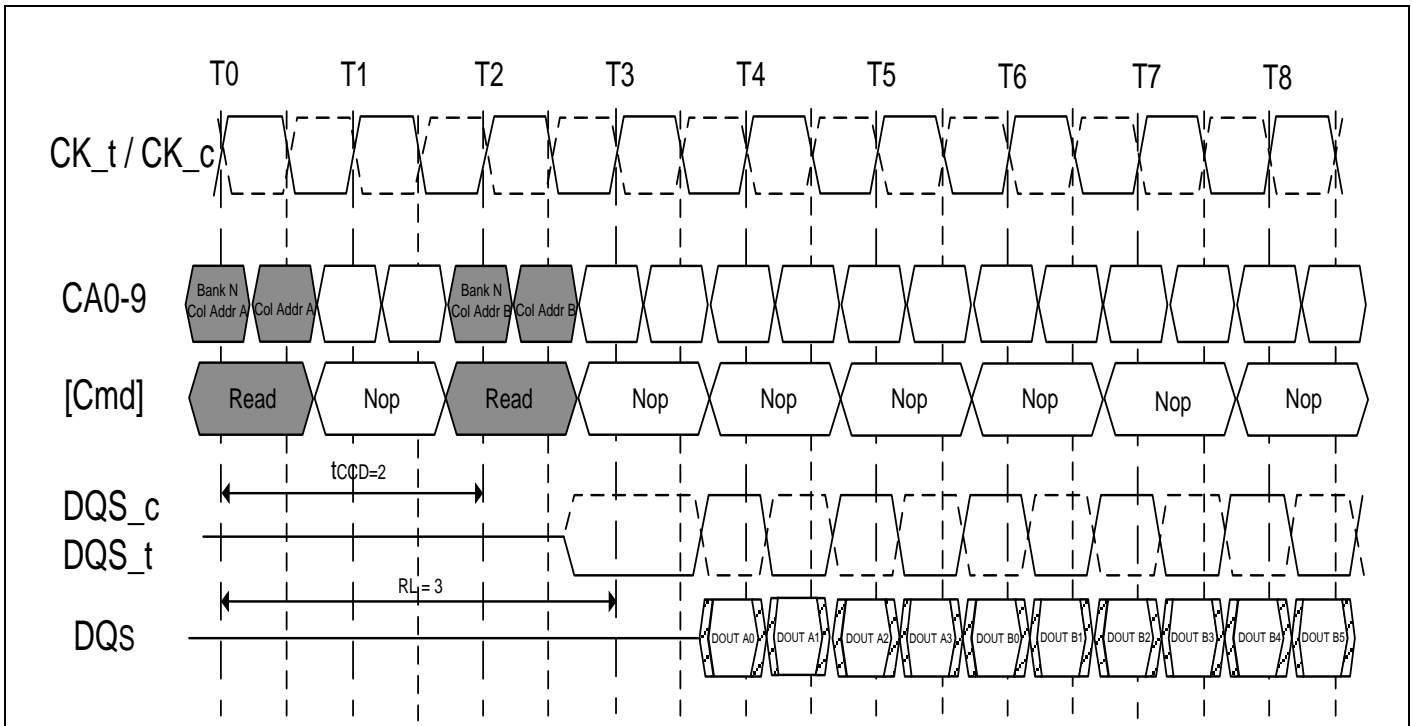 T0 T1 T2 T3 T4 T5 T6 T7 T8
CK_t / CK_c
CA0-9
Bank N
Col Addr A
Col Addr A
Bank N
Col Addr B
Col Addr B
[Cmd]
Read Nop Read Nop Nop Nop Nop Nop Nop
tCCD=2
DQS_c
DQS_t
RL = 3
DQs
DOUT A0 DOUT A1 DOUT A2 DOUT A3 DOUT B0 DOUT B1 DOUT B2 DOUT B3 DOUT B4 DOUT B5